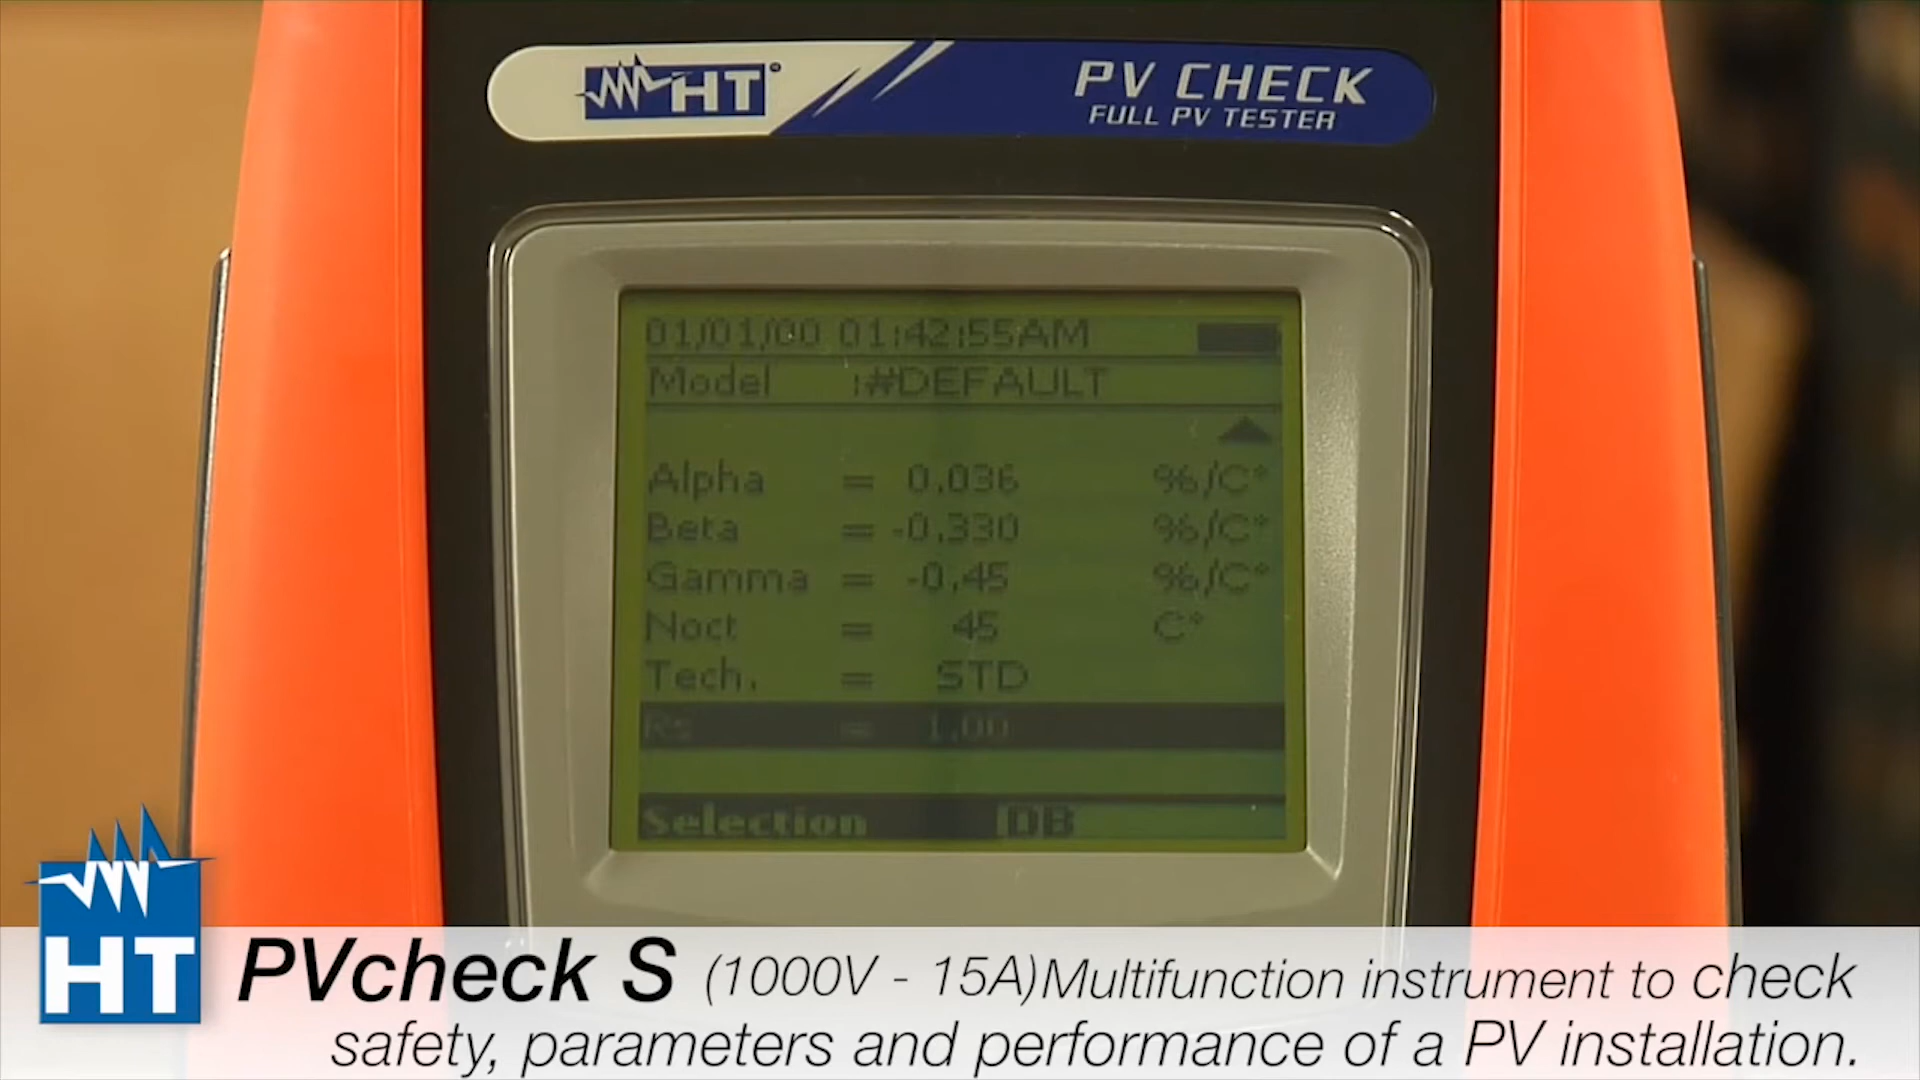 HT
PV CHECK
FULL PV TESTER
01/01/00 01:42:55AM
Model :#DEFAULT
Alpha = 0.036 %/C°
Beta = -0.330 %/C°
Gamma = -0.45 %/C°
Noct = 45 C°
Tech. = STD
Rs = 1.00
Selection DB
HT
PVcheck S (1000V - 15A)Multifunction instrument to check
safety, parameters and performance of a PV installation.